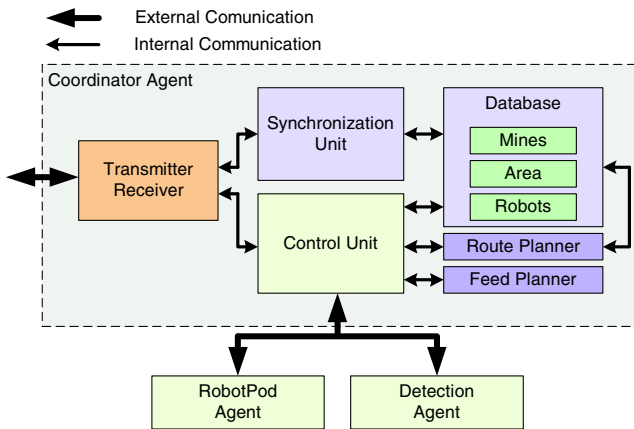 External Comunication
Internal Communication
Coordinator Agent
Synchronization
Unit
Database
Mines
Area
Robots
Transmitter
Receiver
Control Unit
Route Planner
Feed Planner
RobotPod
Agent
Detection
Agent